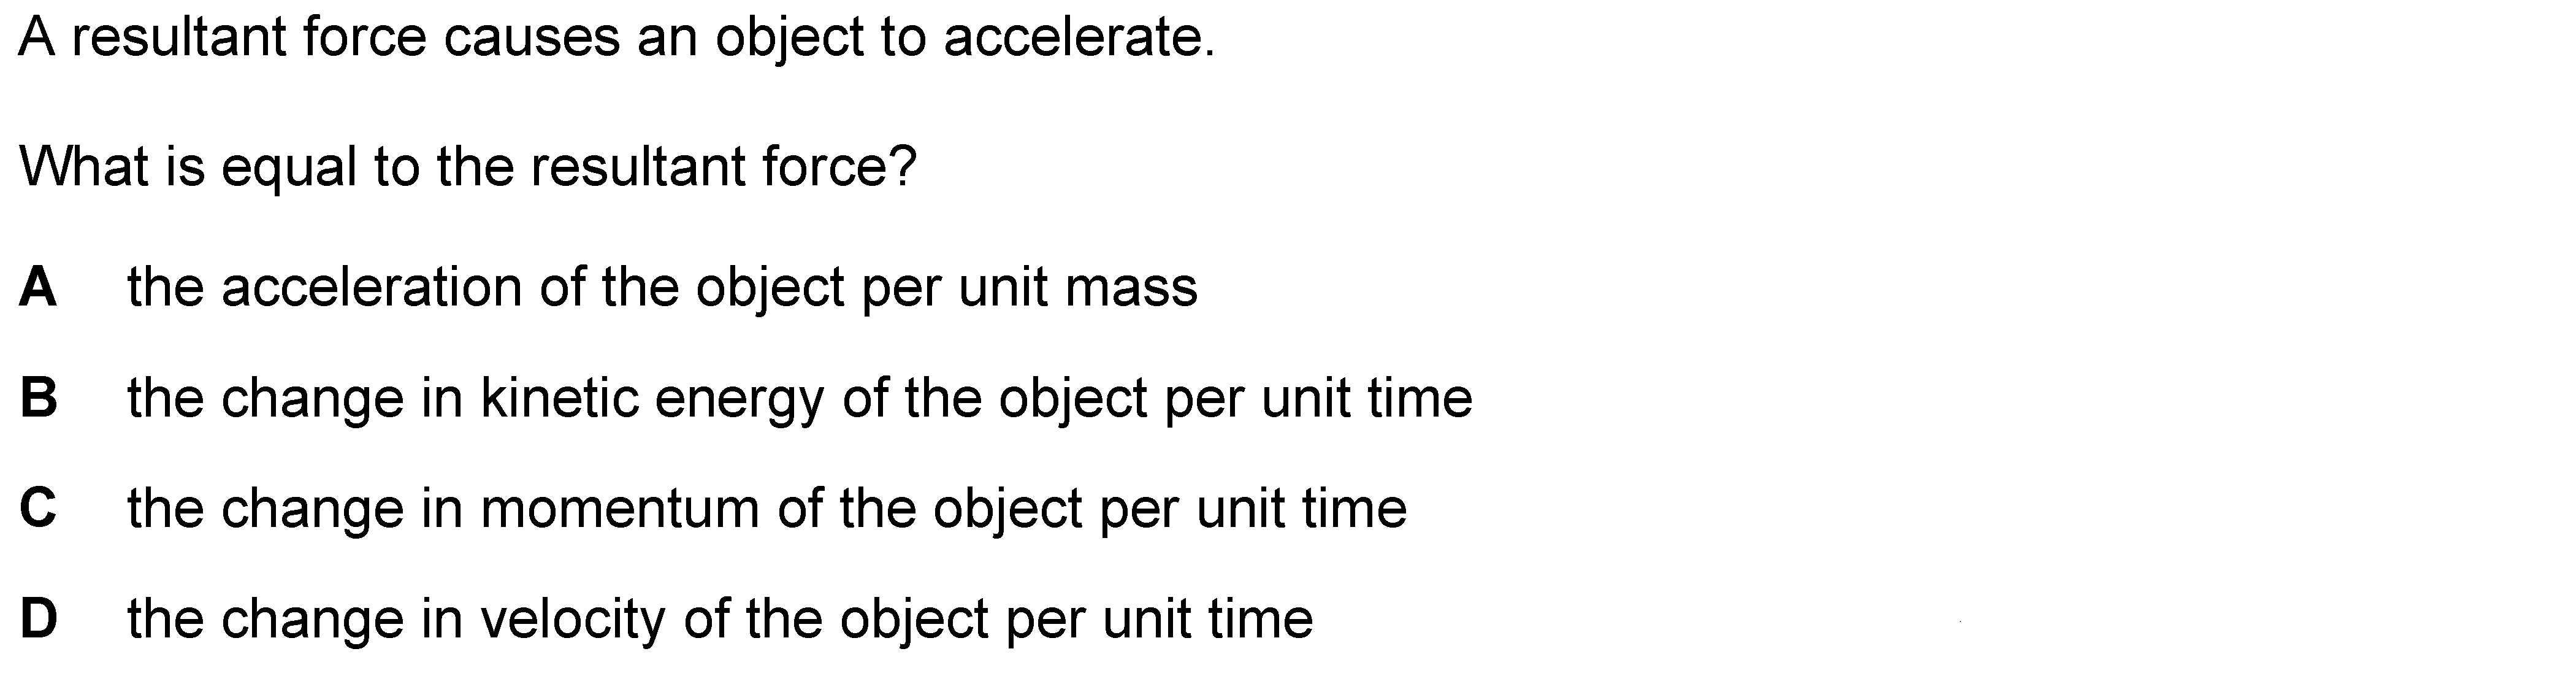 A resultant force causes an object to accelerate.
What is equal to the resultant force?
A the acceleration of the object per unit mass
B the change in kinetic energy of the object per unit time
C the change in momentum of the object per unit time
D the change in velocity of the object per unit time